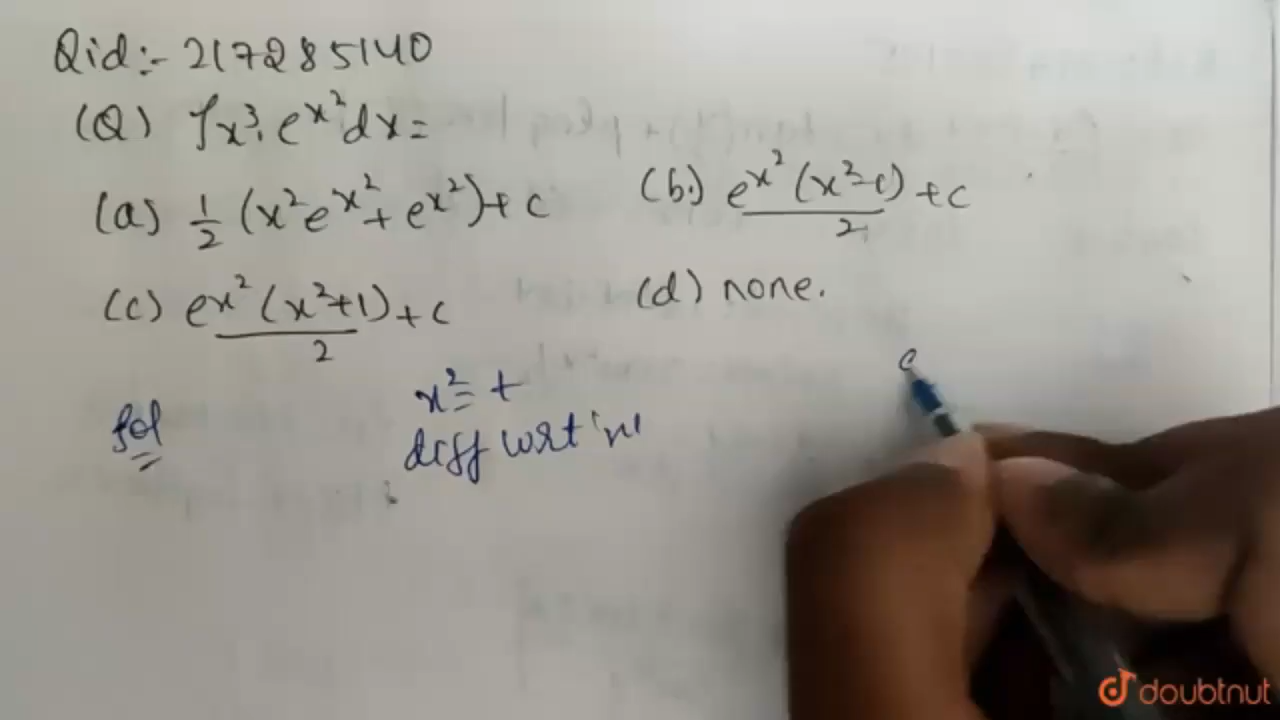 Qid:- 217285140
(Q) ∫x³.e^x² dx=
(a) 1/2 (x²e^x² + e^x²) + c
(b.) e^x² (x²-1)/2 + c
(c) e^x² (x²+1)/2 + c
(d) none.
Sol
x² = t
diff wrt 'x'
doubtnut